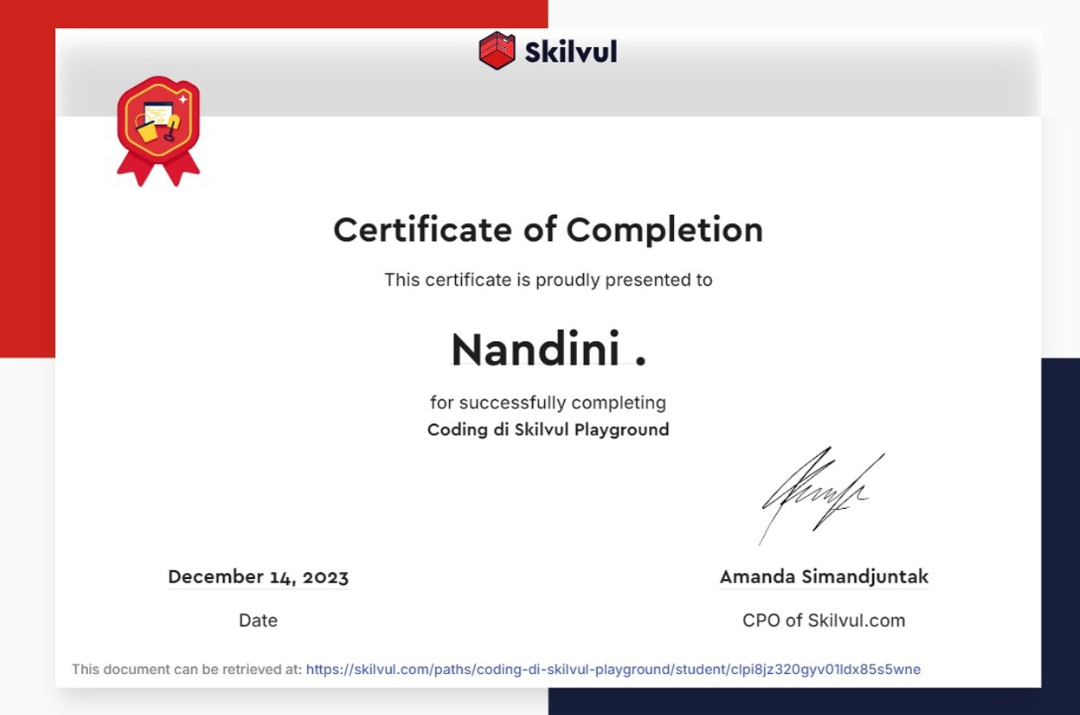 Skilvul
Certificate of Completion
This certificate is proudly presented to
Nandini .
for successfully completing
Coding di Skilvul Playground
December 14, 2023
Date
Amanda Simandjuntak
CPO of Skilvul.com
This document can be retrieved at: https://skilvul.com/paths/coding-di-skilvul-playground/student/clpi8jz320gyv01ldx85s5wne